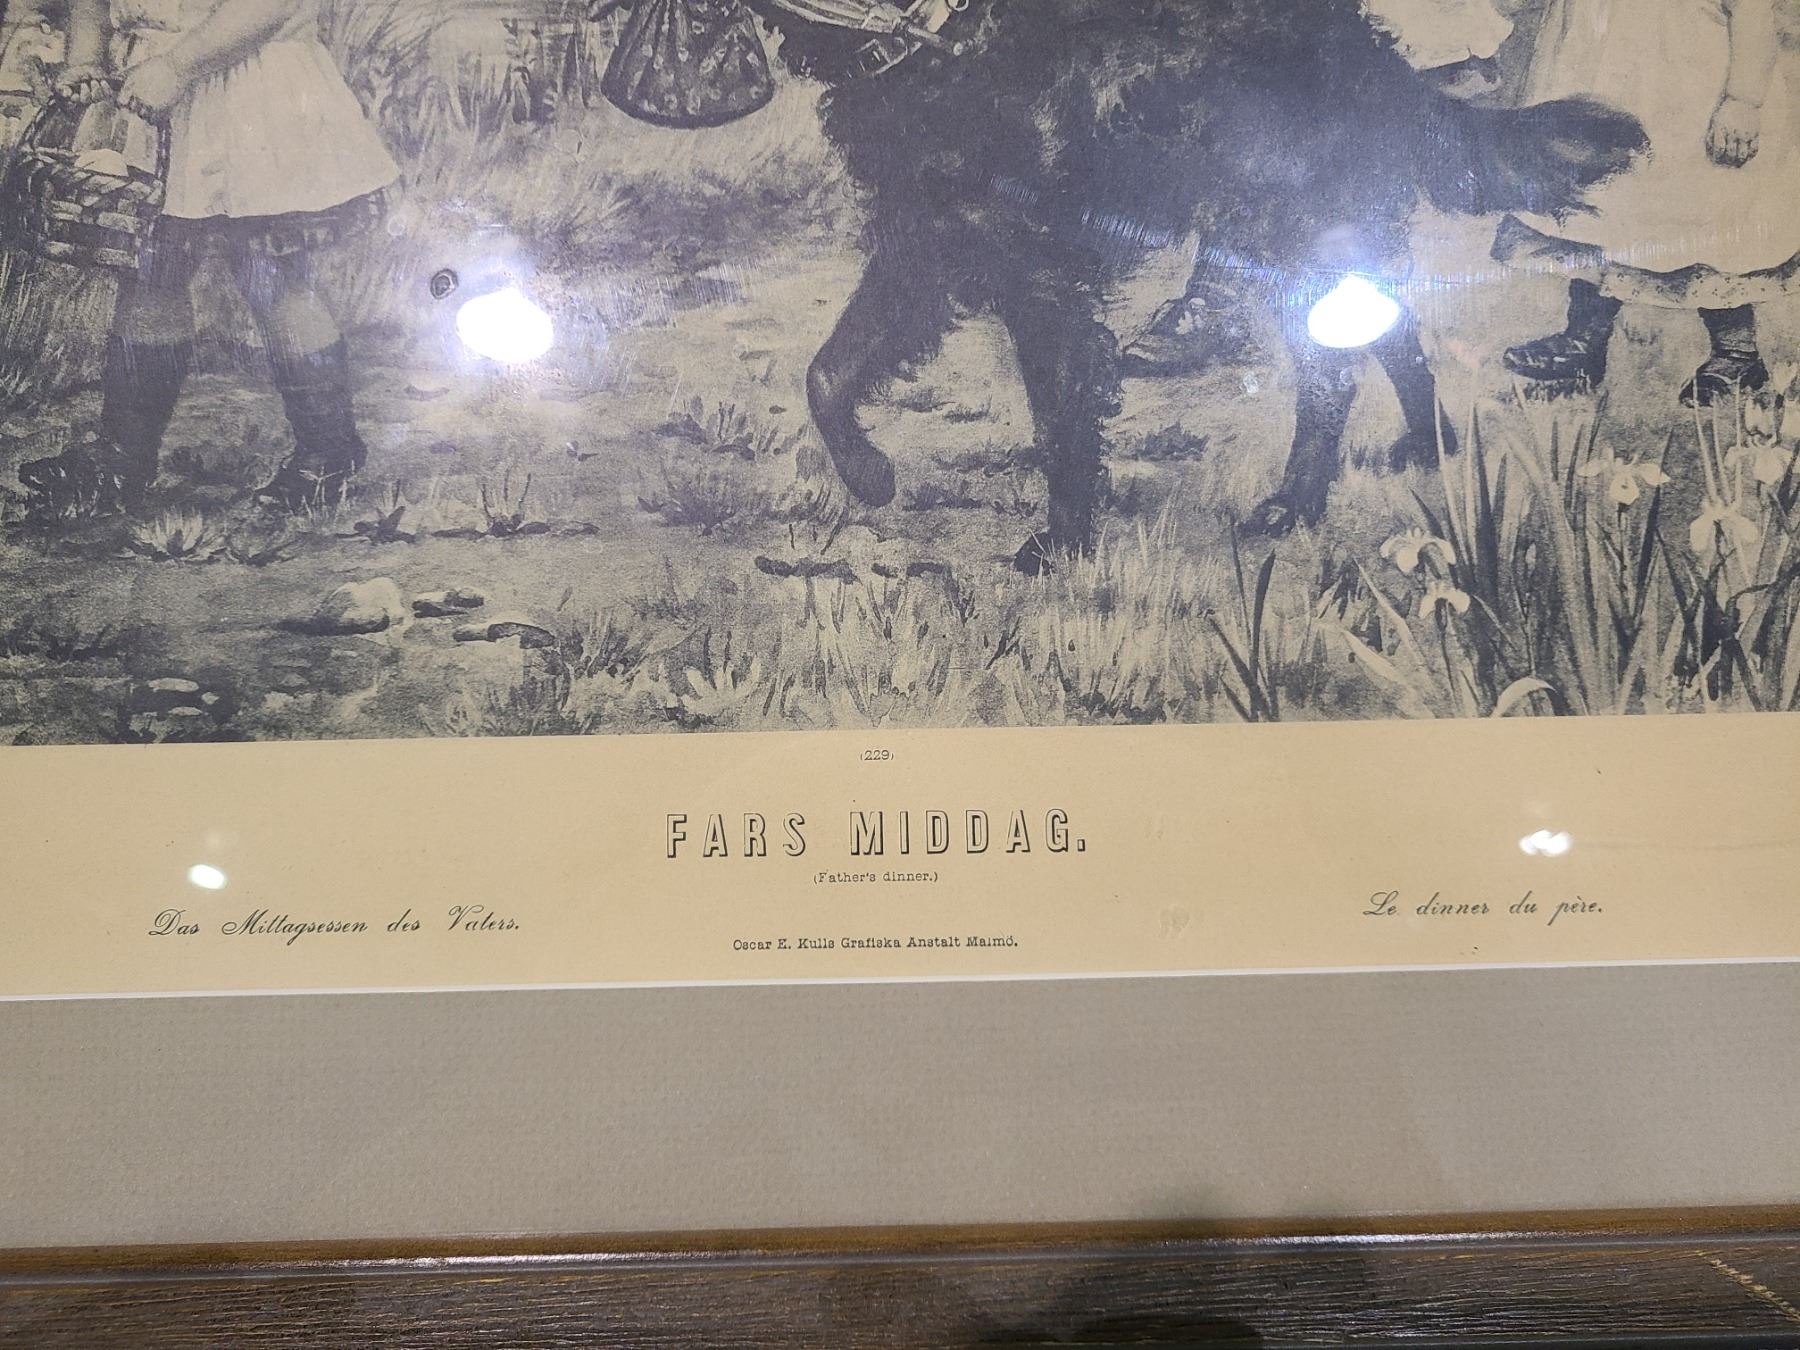 (229)
FARS MIDDAG.
(Father's dinner.)
Das Mittagsessen des Vaters.
Le dinner du père.
Oscar E. Kulls Grafiska Anstalt Malmö.